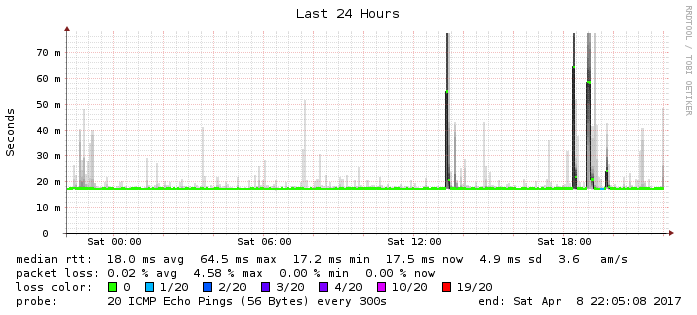 Last 24 Hours
RRDTOOL / TOBI OETIKER
Seconds
70 m
60 m
50 m
40 m
30 m
20 m
10 m
0
Sat 00:00 Sat 06:00 Sat 12:00 Sat 18:00
median rtt: 18.0 ms avg 64.5 ms max 17.2 ms min 17.5 ms now 4.9 ms sd 3.6 am/s
packet loss: 0.02 % avg 4.58 % max 0.00 % min 0.00 % now
loss color: 0 1/20 2/20 3/20 4/20 10/20 19/20
probe: 20 ICMP Echo Pings (56 Bytes) every 300s end: Sat Apr 8 22:05:08 2017